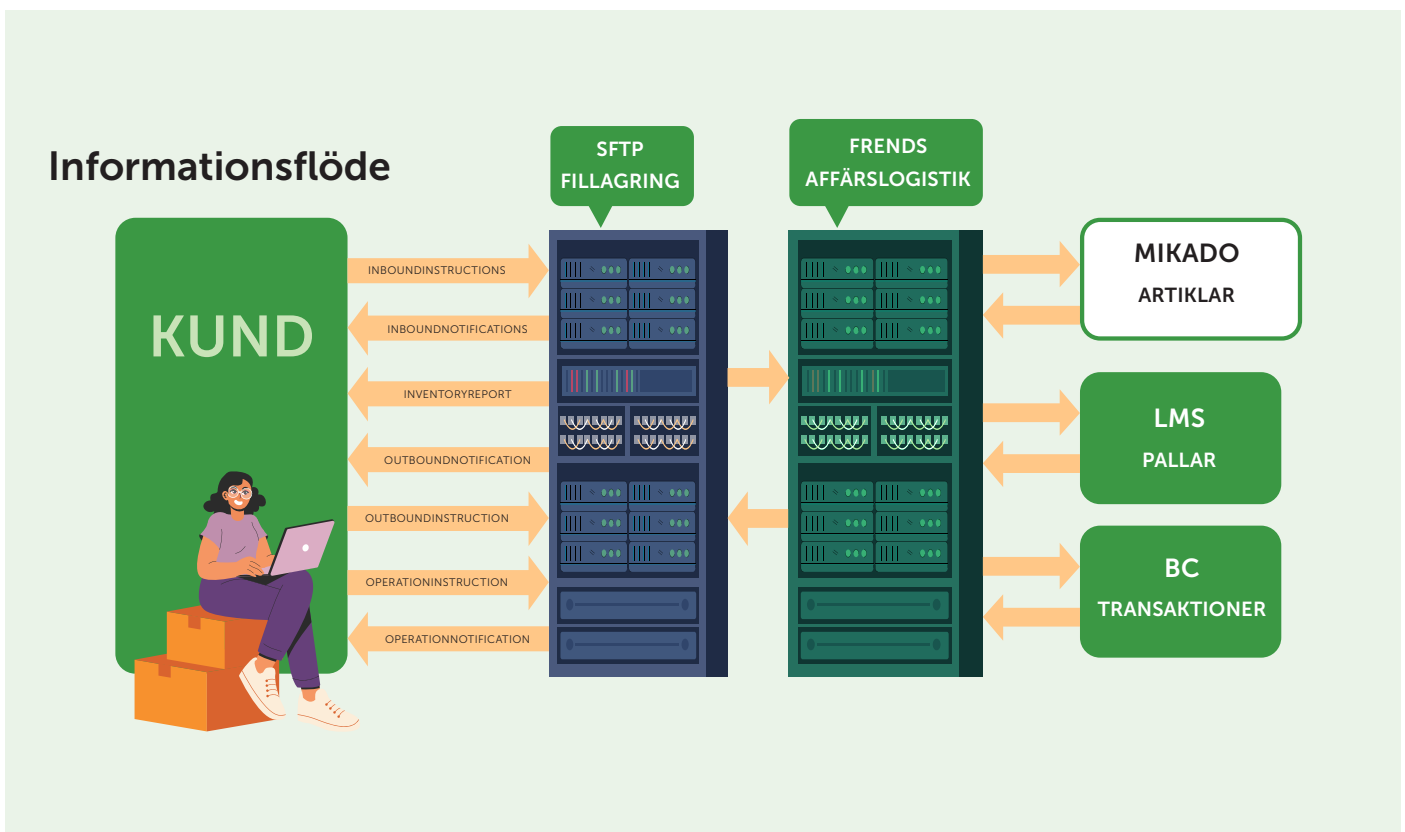 Informationsflöde
SFTP
FILLAGRING
FRENDS
AFFÄRSLOGISTIK
KUND
INBOUNDINSTRUCTIONS
INBOUNDNOTIFICATIONS
INVENTORYREPORT
OUTBOUNDNOTIFICATION
OUTBOUNDINSTRUCTION
OPERATIONINSTRUCTION
OPERATIONNOTIFICATION
MIKADO
ARTIKLAR
LMS
PALLAR
BC
TRANSAKTIONER